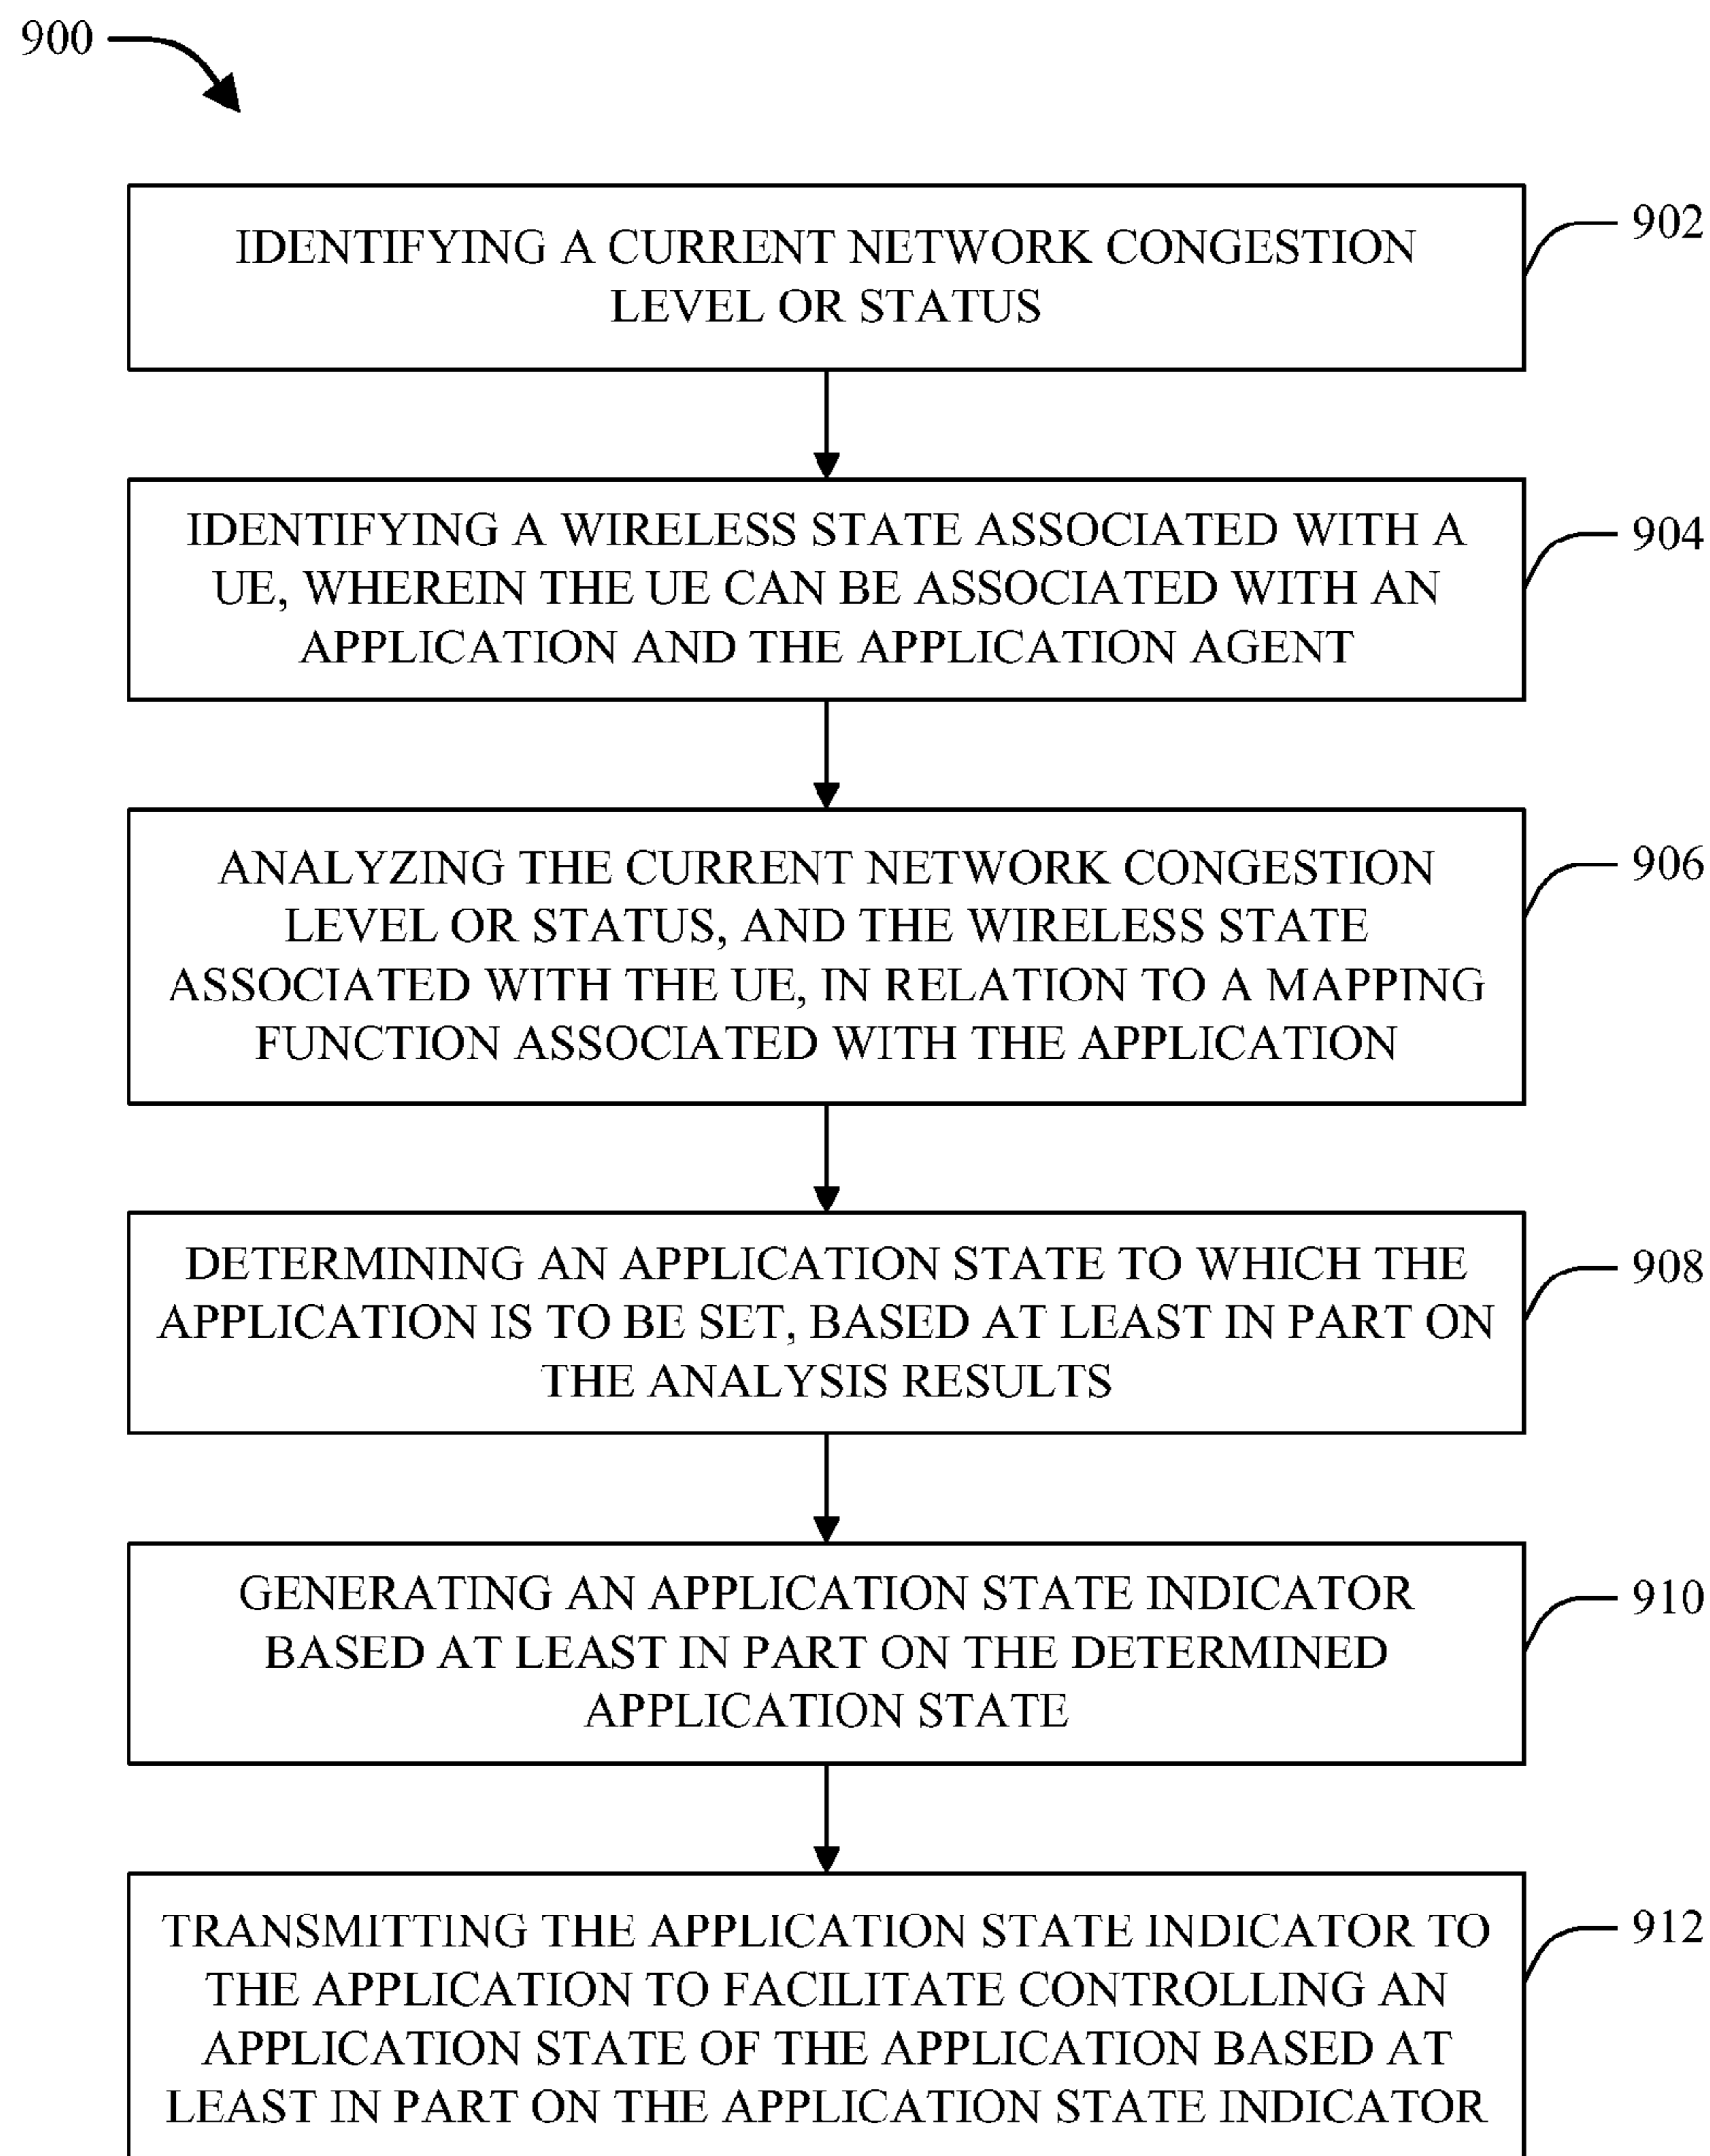 900
IDENTIFYING A CURRENT NETWORK CONGESTION
LEVEL OR STATUS
902
IDENTIFYING A WIRELESS STATE ASSOCIATED WITH A
UE, WHEREIN THE UE CAN BE ASSOCIATED WITH AN
APPLICATION AND THE APPLICATION AGENT
904
ANALYZING THE CURRENT NETWORK CONGESTION
LEVEL OR STATUS, AND THE WIRELESS STATE
ASSOCIATED WITH THE UE, IN RELATION TO A MAPPING
FUNCTION ASSOCIATED WITH THE APPLICATION
906
DETERMINING AN APPLICATION STATE TO WHICH THE
APPLICATION IS TO BE SET, BASED AT LEAST IN PART ON
THE ANALYSIS RESULTS
908
GENERATING AN APPLICATION STATE INDICATOR
BASED AT LEAST IN PART ON THE DETERMINED
APPLICATION STATE
910
TRANSMITTING THE APPLICATION STATE INDICATOR TO
THE APPLICATION TO FACILITATE CONTROLLING AN
APPLICATION STATE OF THE APPLICATION BASED AT
LEAST IN PART ON THE APPLICATION STATE INDICATOR
912